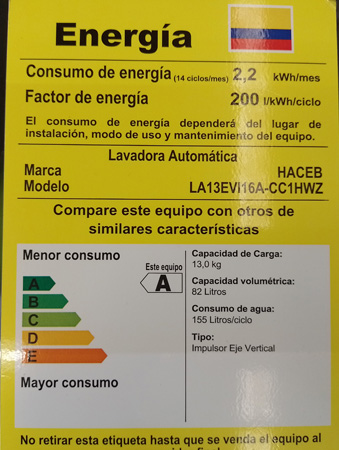 Energía
Consumo de energía (14 ciclos/mes) 2,2 kWh/mes
Factor de energía 200 l/kWh/ciclo
El consumo de energía dependerá del lugar de
instalación, modo de uso y mantenimiento del equipo.
Lavadora Automática
Marca HACEB
Modelo LA13EVI16A-CC1HWZ
Compare este equipo con otros de
similares características
Menor consumo
Este equipo
A
A
B
C
D
E
Mayor consumo
Capacidad de Carga:
13,0 kg
Capacidad volumétrica:
82 Litros
Consumo de agua:
155 Litros/ciclo
Tipo:
Impulsor Eje Vertical
No retirar esta etiqueta hasta que se venda el equipo al